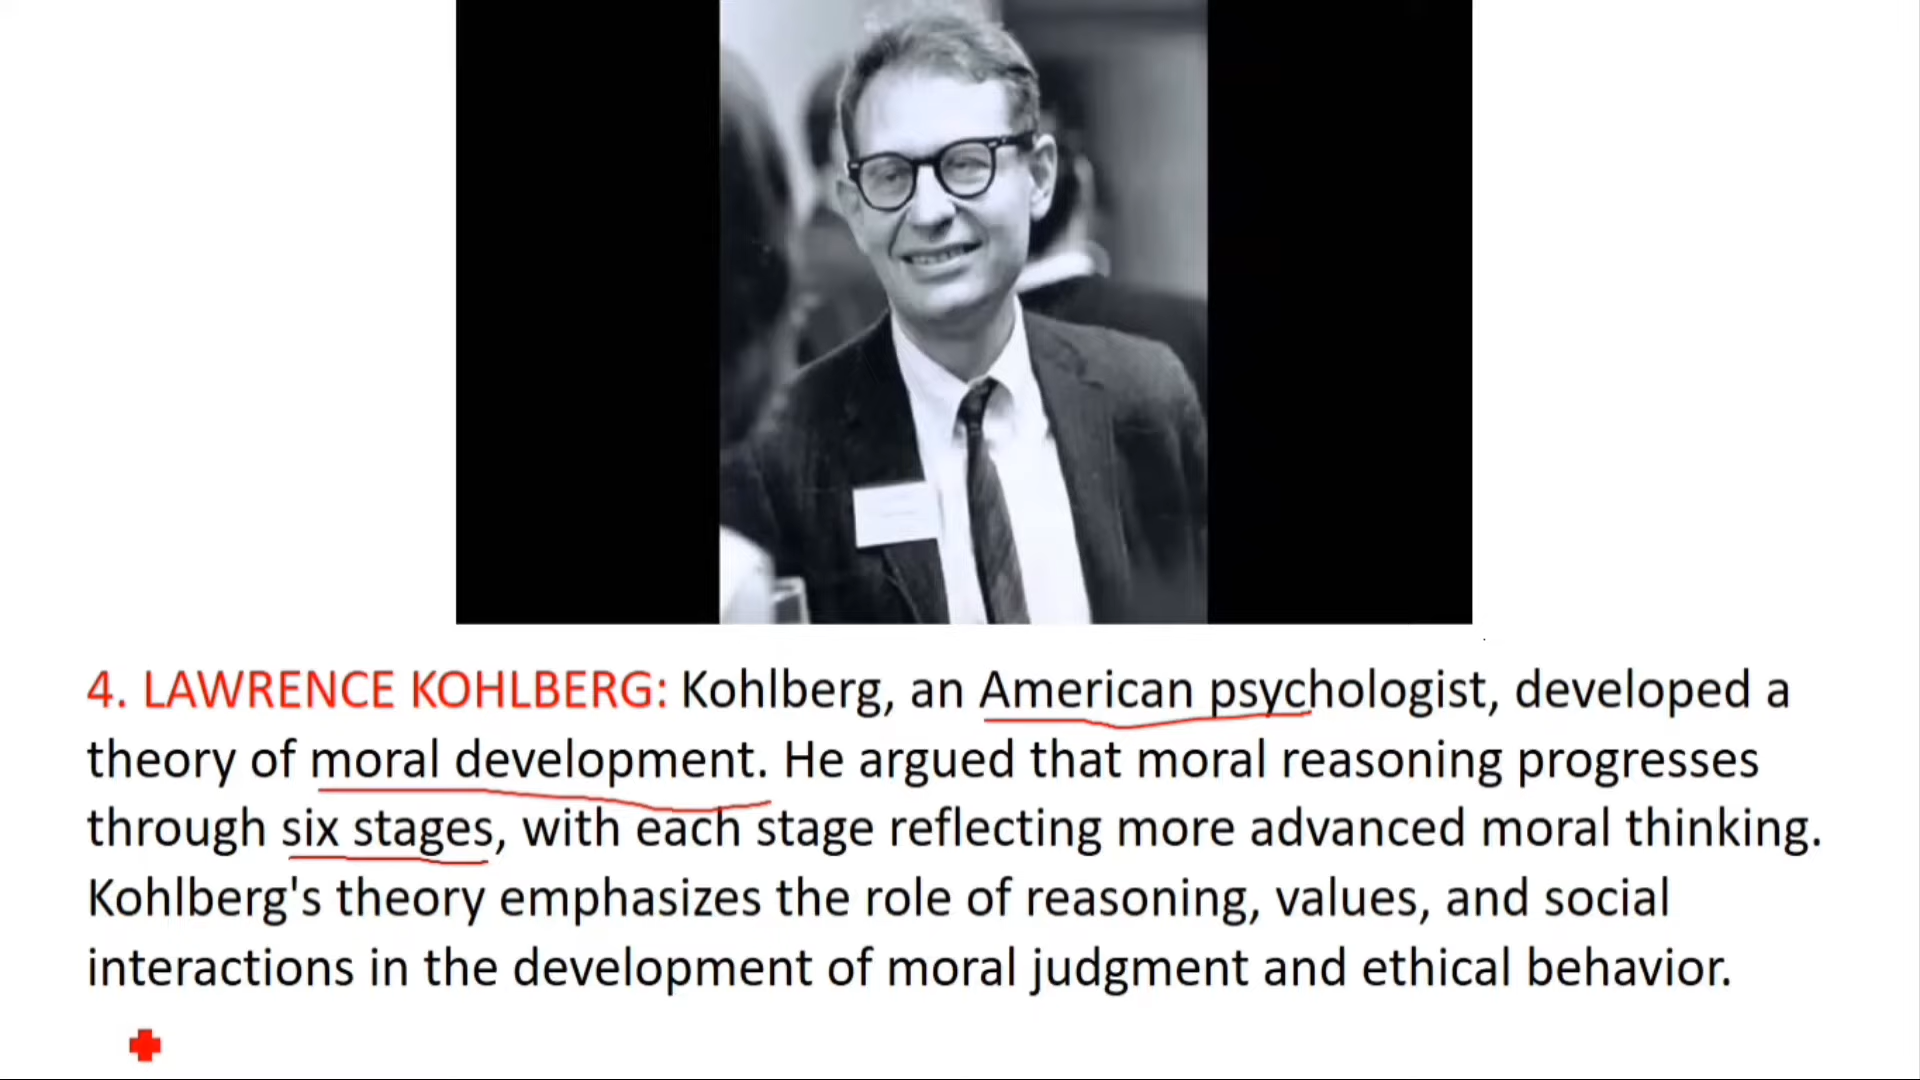 4. LAWRENCE KOHLBERG: Kohlberg, an American psychologist, developed a
theory of moral development. He argued that moral reasoning progresses
through six stages, with each stage reflecting more advanced moral thinking.
Kohlberg's theory emphasizes the role of reasoning, values, and social
interactions in the development of moral judgment and ethical behavior.